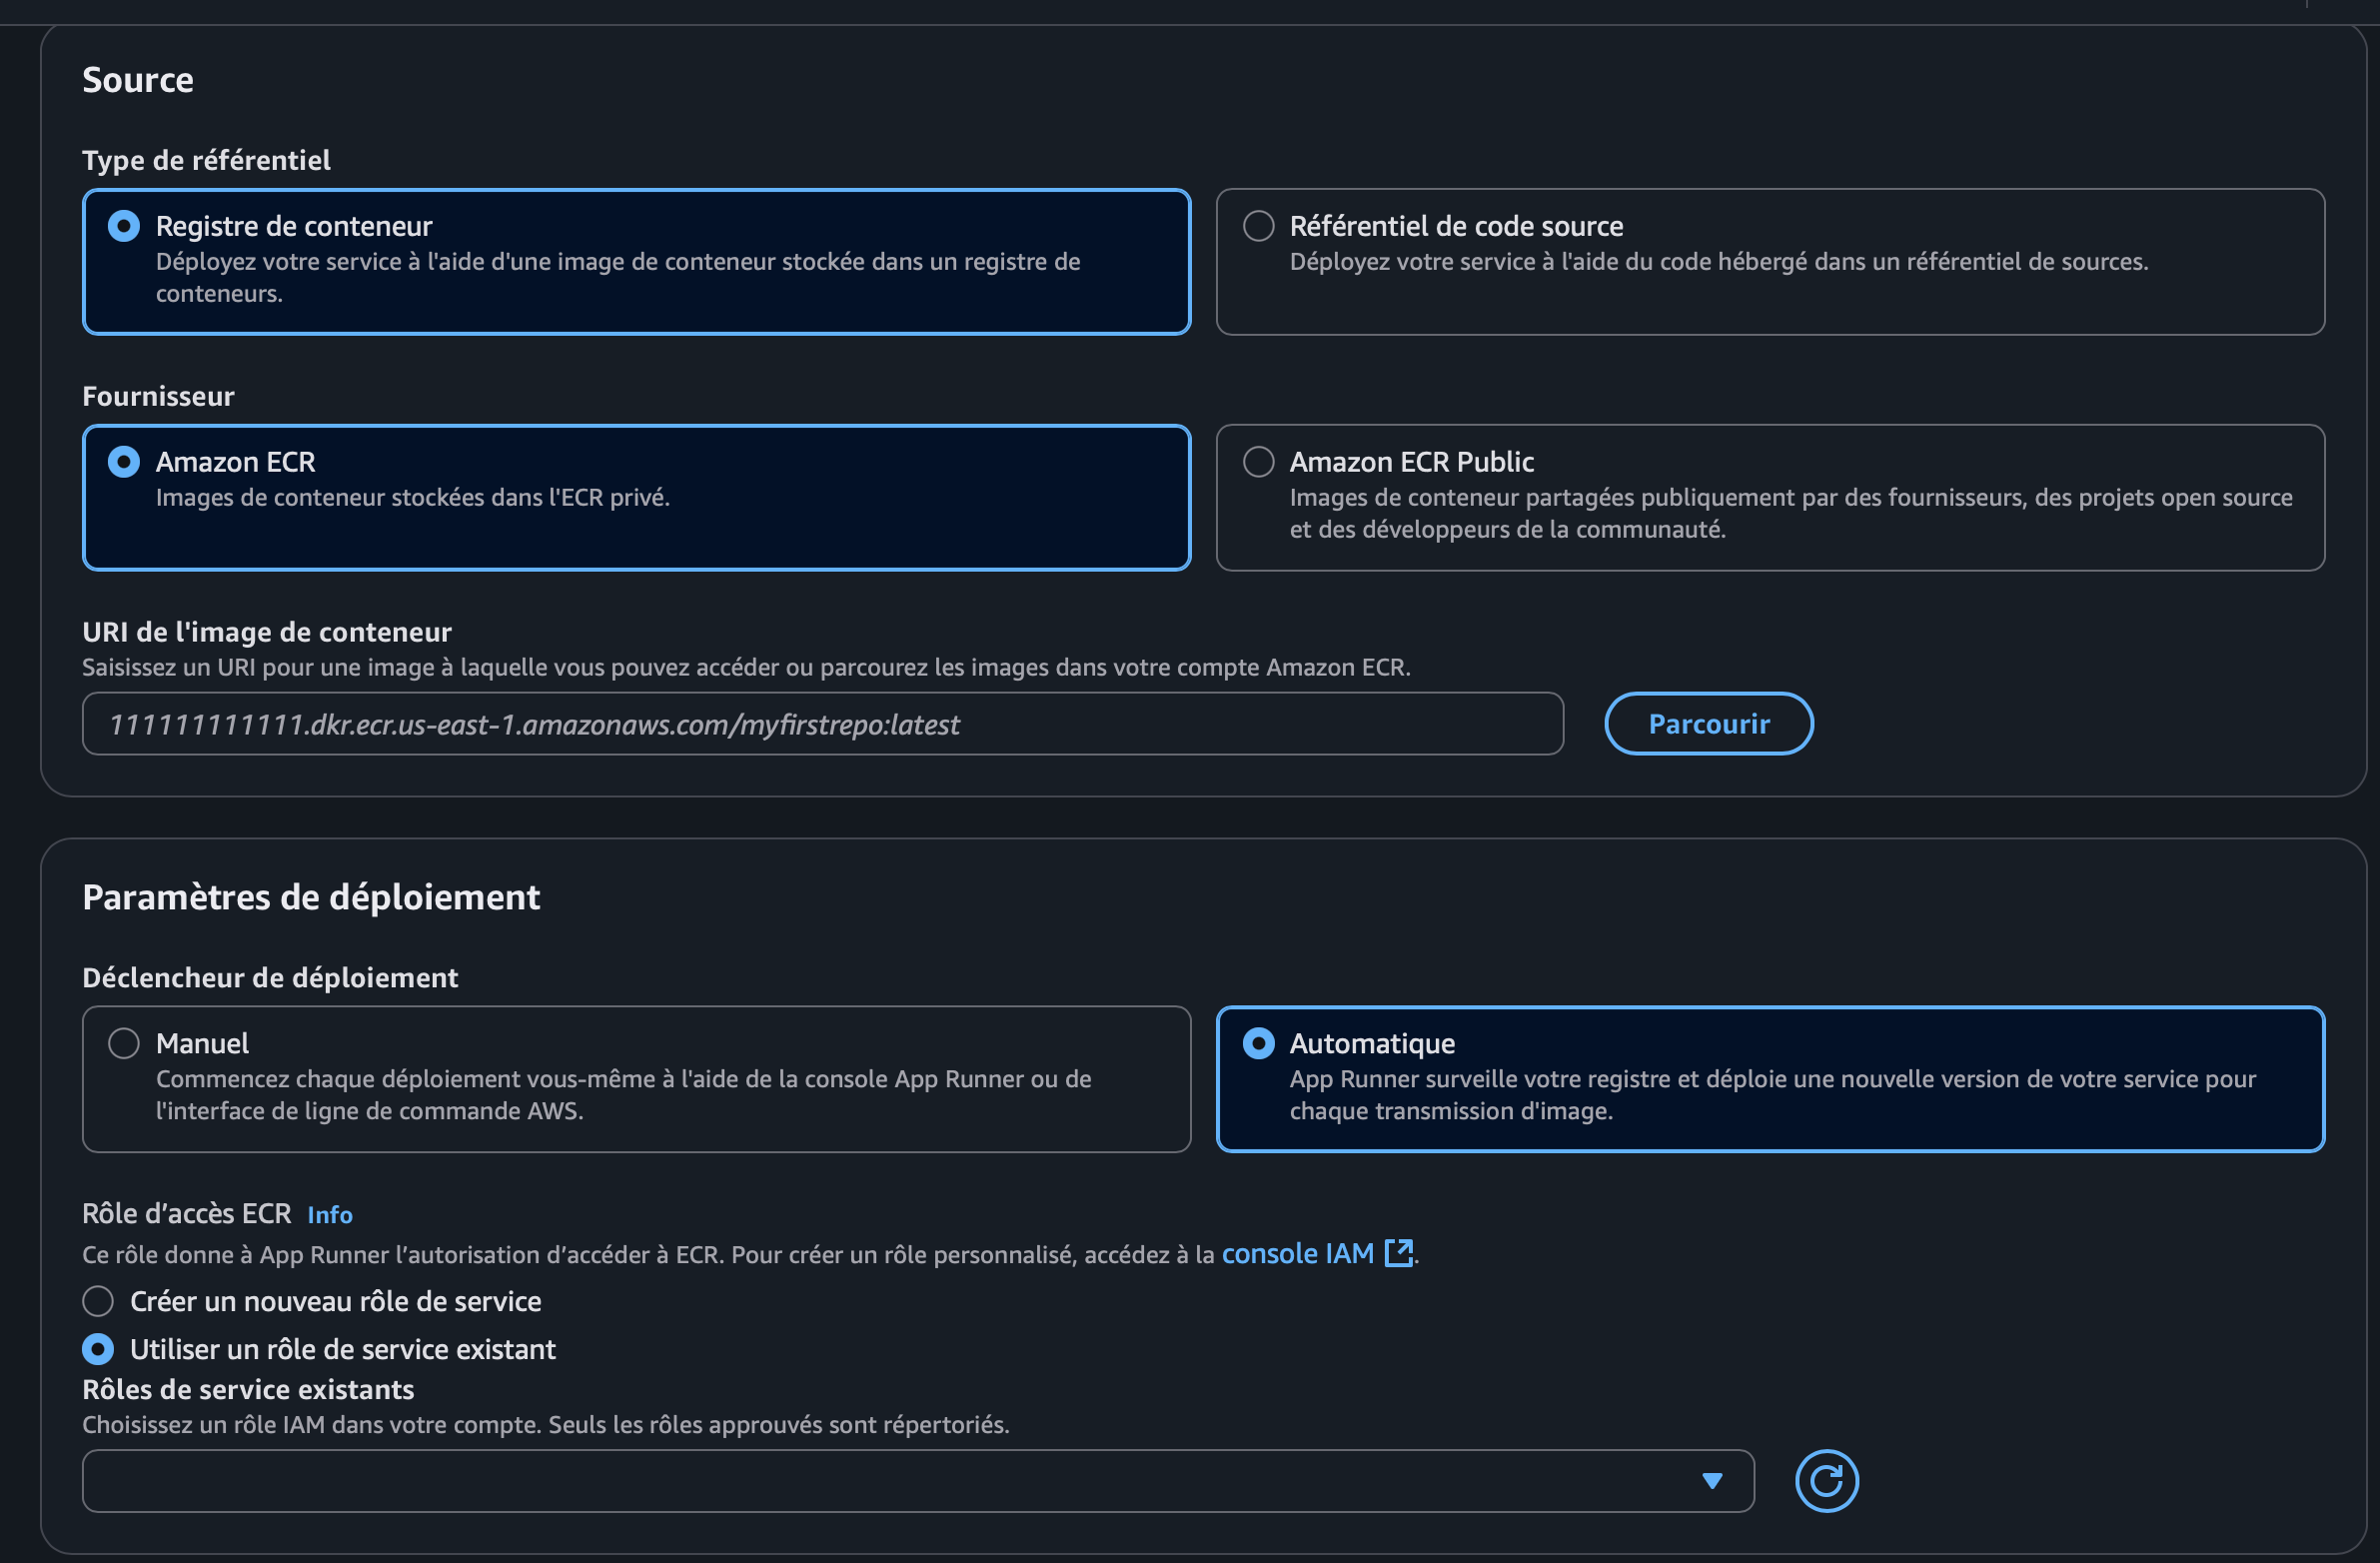 Source
Type de référentiel
Registre de conteneur
Déployez votre service à l'aide d'une image de conteneur stockée dans un registre de
conteneurs.
Référentiel de code source
Déployez votre service à l'aide du code hébergé dans un référentiel de sources.
Fournisseur
Amazon ECR
Images de conteneur stockées dans l'ECR privé.
Amazon ECR Public
Images de conteneur partagées publiquement par des fournisseurs, des projets open source
et des développeurs de la communauté.
URI de l'image de conteneur
Saisissez un URI pour une image à laquelle vous pouvez accéder ou parcourez les images dans votre compte Amazon ECR.
111111111111.dkr.ecr.us-east-1.amazonaws.com/myfirstrepo:latest
Parcourir
Paramètres de déploiement
Déclencheur de déploiement
Manuel
Commencez chaque déploiement vous-même à l'aide de la console App Runner ou de
l'interface de ligne de commande AWS.
Automatique
App Runner surveille votre registre et déploie une nouvelle version de votre service pour
chaque transmission d'image.
Rôle d’accès ECR Info
Ce rôle donne à App Runner l’autorisation d’accéder à ECR. Pour créer un rôle personnalisé, accédez à la console IAM.
Créer un nouveau rôle de service
Utiliser un rôle de service existant
Rôles de service existants
Choisissez un rôle IAM dans votre compte. Seuls les rôles approuvés sont répertoriés.